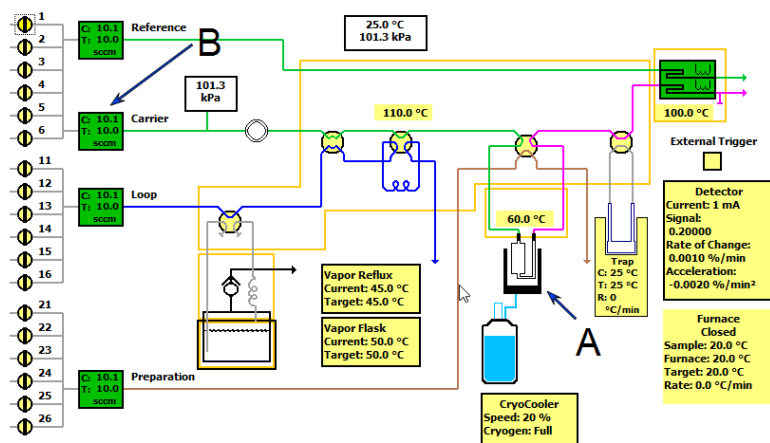 1
2
3
4
5
6
C: 10.1
T: 10.0
sccm
Reference
B
C: 10.1
T: 10.0
sccm
Carrier
101.3
kPa
25.0 °C
101.3 kPa
110.0 °C
100.0 °C
External Trigger
11
12
13
14
15
16
C: 10.1
T: 10.0
sccm
Loop
60.0 °C
Trap
C: 25 °C
T: 25 °C
R: 0
°C/min
A
Detector
Current: 1 mA
Signal:
0.20000
Rate of Change:
0.0010 %/min
Acceleration:
-0.0020 %/min²
Vapor Reflux
Current: 45.0 °C
Target: 45.0 °C
Vapor Flask
Current: 50.0 °C
Target: 50.0 °C
Furnace
Closed
Sample: 20.0 °C
Furnace: 20.0 °C
Target: 20.0 °C
Rate: 0.0 °C/min
21
22
23
24
25
26
C: 10.1
T: 10.0
sccm
Preparation
CryoCooler
Speed: 20 %
Cryogen: Full